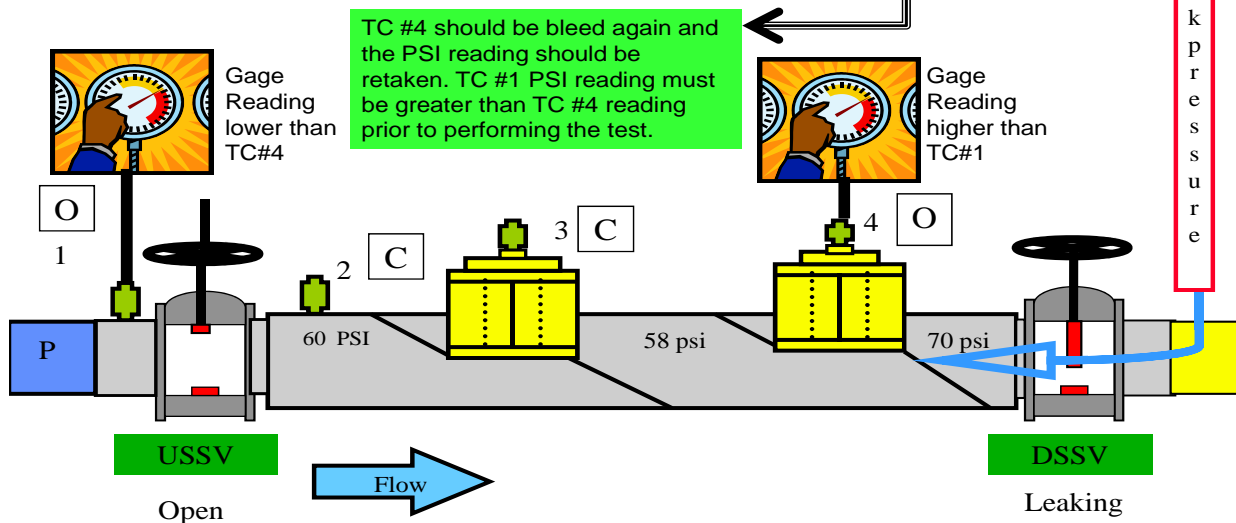 TC #4 should be bleed again and
the PSI reading should be
retaken. TC #1 PSI reading must
be greater than TC #4 reading
prior to performing the test.
Gage
Reading
lower than
TC#4
Gage
Reading
higher than
TC#1
kpressure
O
1
2
C
3
C
4
O
P
60 PSI
58 psi
70 psi
USSV
Open
Flow
DSSV
Leaking